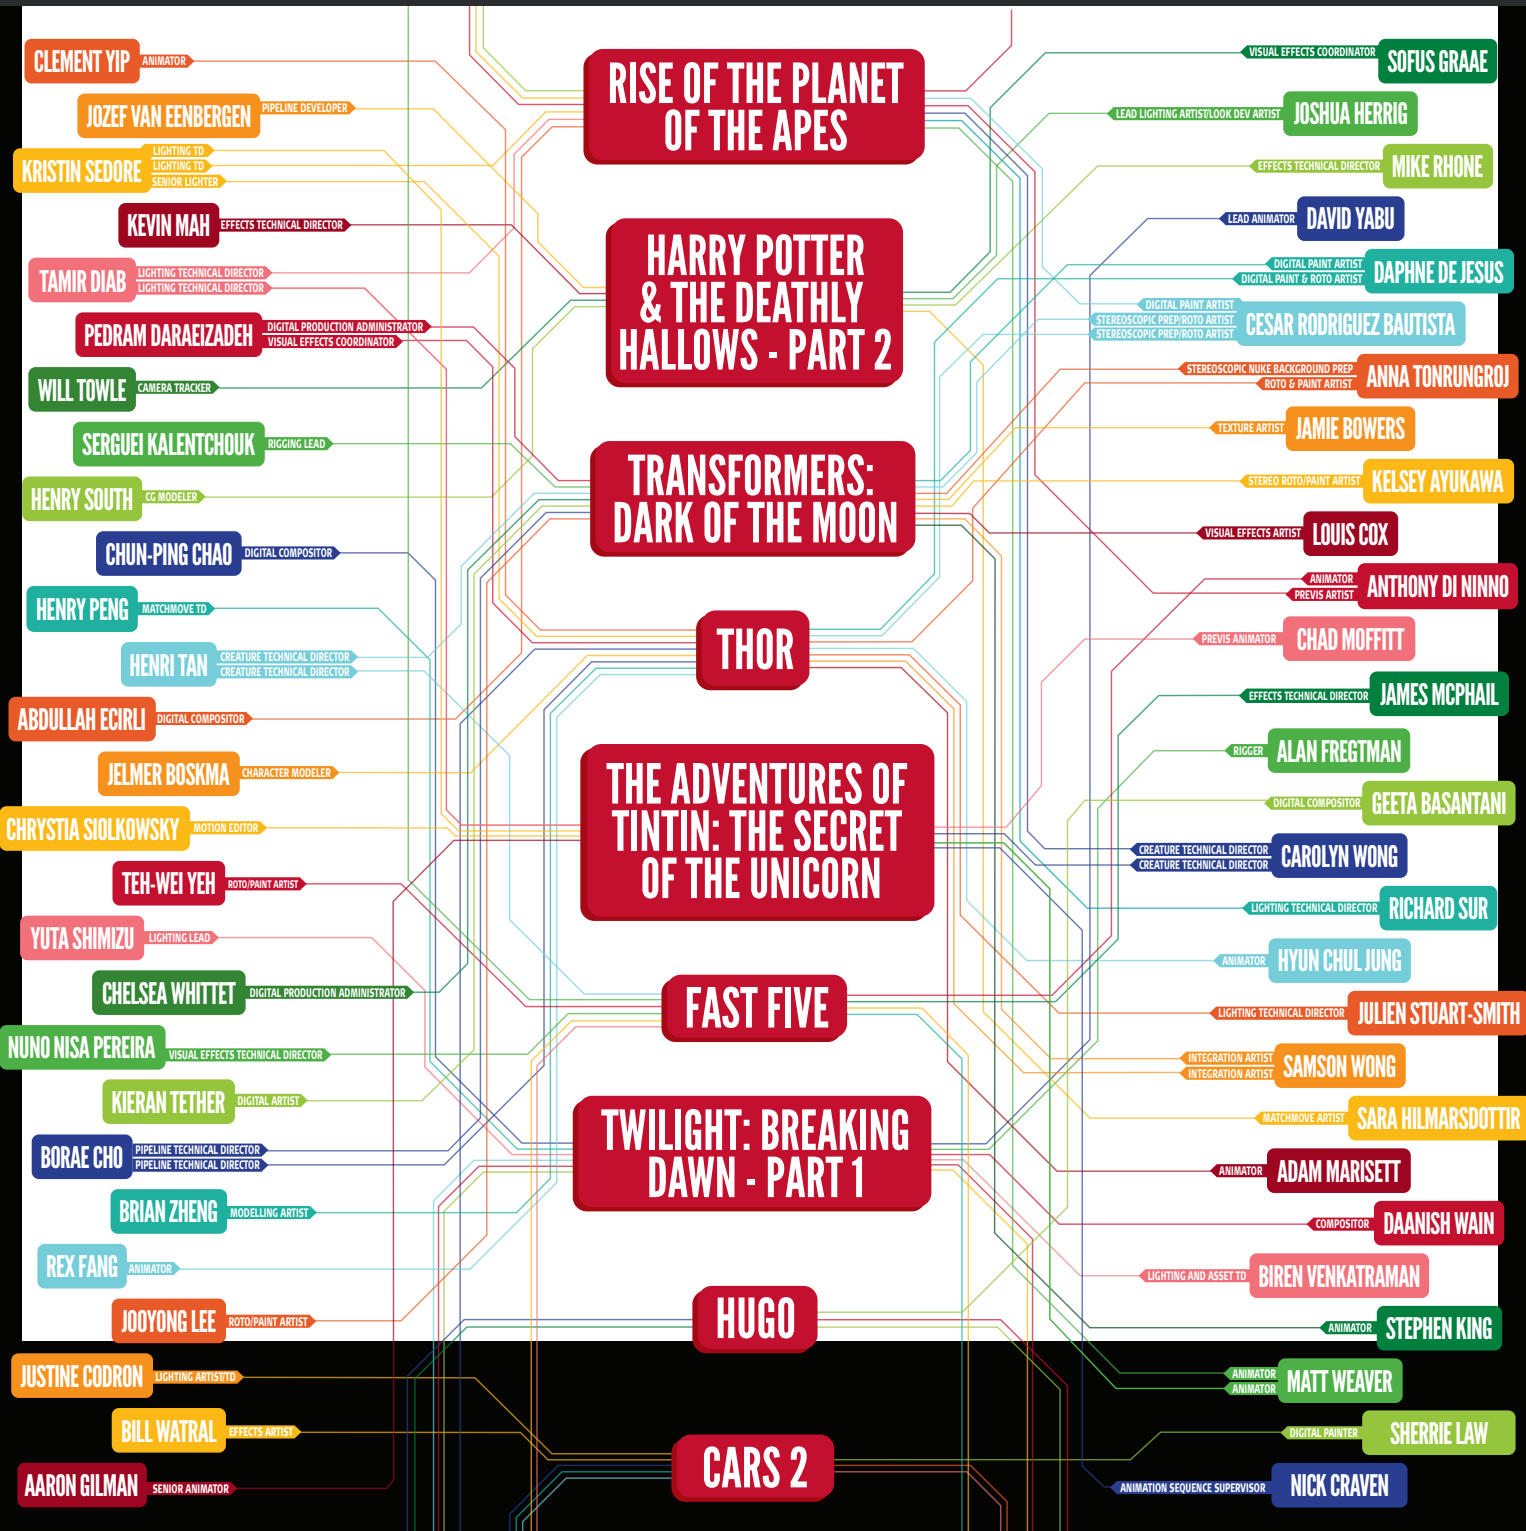 CLEMENT YIP
ANIMATOR
JOZEF VAN EENBERGEN
PIPELINE DEVELOPER
KRISTIN SEDORE
LIGHTING TD
LIGHTING TD
SENIOR LIGHTER
KEVIN MAH
EFFECTS TECHNICAL DIRECTOR
TAMIR DIAB
LIGHTING TECHNICAL DIRECTOR
LIGHTING TECHNICAL DIRECTOR
PEDRAM DARAEIZADEH
DIGITAL PRODUCTION ADMINISTRATOR
VISUAL EFFECTS COORDINATOR
WILL TOWLE
CAMERA TRACKER
SERGUEI KALENTCHOUK
RIGGING LEAD
HENRY SOUTH
CG MODELER
CHUN-PING CHAO
DIGITAL COMPOSITOR
HENRY PENG
MATCHMOVE TD
HENRI TAN
CREATURE TECHNICAL DIRECTOR
CREATURE TECHNICAL DIRECTOR
ABDULLAH ECIRLI
DIGITAL COMPOSITOR
JELMER BOSKMA
CHARACTER MODELER
CHRYSTIA SIOLKOWSKY
MOTION EDITOR
TEH-WEI YEH
ROTO/PAINT ARTIST
YUTA SHIMIZU
LIGHTING LEAD
CHELSEA WHITTET
DIGITAL PRODUCTION ADMINISTRATOR
NUNO NISA PEREIRA
VISUAL EFFECTS TECHNICAL DIRECTOR
KIERAN TETHER
DIGITAL ARTIST
BORAE CHO
PIPELINE TECHNICAL DIRECTOR
PIPELINE TECHNICAL DIRECTOR
BRIAN ZHENG
MODELLING ARTIST
REX FANG
ANIMATOR
JOOYONG LEE
ROTO/PAINT ARTIST
JUSTINE CODRON
LIGHTING ARTIST/TD
BILL WATRAL
EFFECTS ARTIST
AARON GILMAN
SENIOR ANIMATOR
RISE OF THE PLANET
OF THE APES
HARRY POTTER
& THE DEATHLY
HALLOWS - PART 2
TRANSFORMERS:
DARK OF THE MOON
THOR
THE ADVENTURES OF
TINTIN: THE SECRET
OF THE UNICORN
FAST FIVE
TWILIGHT: BREAKING
DAWN - PART 1
HUGO
CARS 2
VISUAL EFFECTS COORDINATOR
SOFUS GRAAE
LEAD LIGHTING ARTIST/LOOK DEV ARTIST
JOSHUA HERRIG
EFFECTS TECHNICAL DIRECTOR
MIKE RHONE
LEAD ANIMATOR
DAVID YABU
DIGITAL PAINT ARTIST
DIGITAL PAINT & ROTO ARTIST
DAPHNE DE JESUS
DIGITAL PAINT ARTIST
STEREOSCOPIC PREP/ROTO ARTIST
STEREOSCOPIC PREP/ROTO ARTIST
CESAR RODRIGUEZ BAUTISTA
STEREOSCOPIC NUKE BACKGROUND PREP
ROTO & PAINT ARTIST
ANNA TONRUNGROJ
TEXTURE ARTIST
JAMIE BOWERS
STEREO ROTO/PAINT ARTIST
KELSEY AYUKAWA
VISUAL EFFECTS ARTIST
LOUIS COX
ANIMATOR
PREVIS ARTIST
ANTHONY DI NINNO
PREVIS ANIMATOR
CHAD MOFFITT
EFFECTS TECHNICAL DIRECTOR
JAMES MCPHAIL
RIGGER
ALAN FREGTMAN
DIGITAL COMPOSITOR
GEETA BASANTANI
CREATURE TECHNICAL DIRECTOR
CREATURE TECHNICAL DIRECTOR
CAROLYN WONG
LIGHTING TECHNICAL DIRECTOR
RICHARD SUR
ANIMATOR
HYUN CHUL JUNG
LIGHTING TECHNICAL DIRECTOR
JULIEN STUART-SMITH
INTEGRATION ARTIST
INTEGRATION ARTIST
SAMSON WONG
MATCHMOVE ARTIST
SARA HILMARSDOTTIR
ANIMATOR
ADAM MARISETT
COMPOSITOR
DAANISH WAIN
LIGHTING AND ASSET TD
BIREN VENKATRAMAN
ANIMATOR
STEPHEN KING
ANIMATOR
ANIMATOR
MATT WEAVER
DIGITAL PAINTER
SHERRIE LAW
ANIMATION SEQUENCE SUPERVISOR
NICK CRAVEN